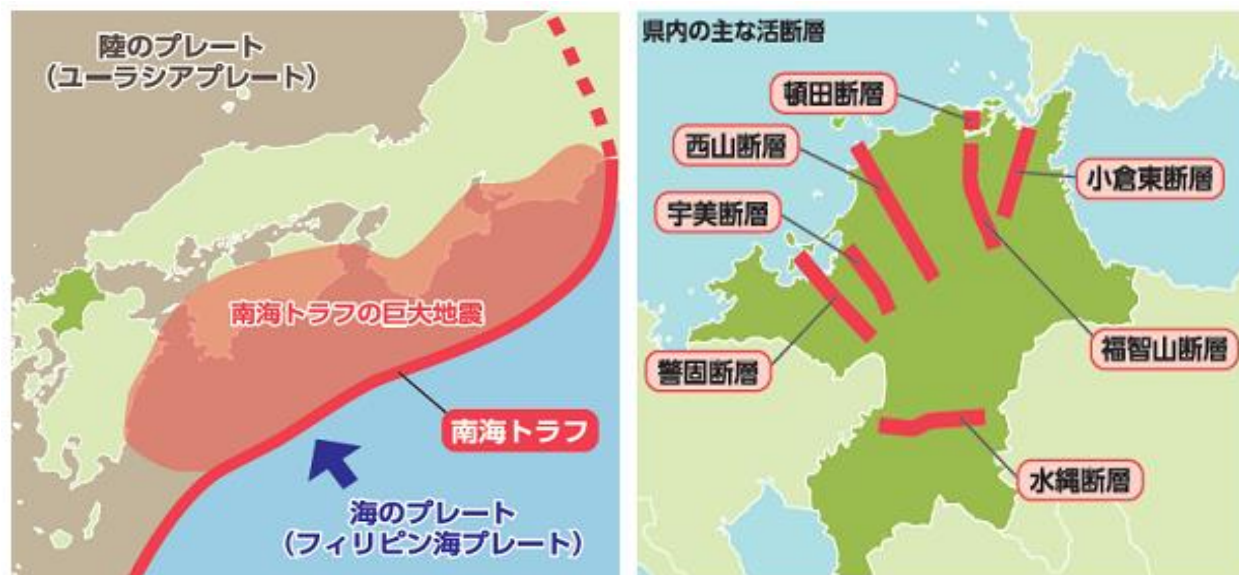 陸のプレート
(ユーラシアプレート)
南海トラフの巨大地震
南海トラフ
海のプレート
(フィリピン海プレート)
県内の主な活断層
頓田断層
西山断層
小倉東断層
宇美断層
福智山断層
警固断層
水縄断層